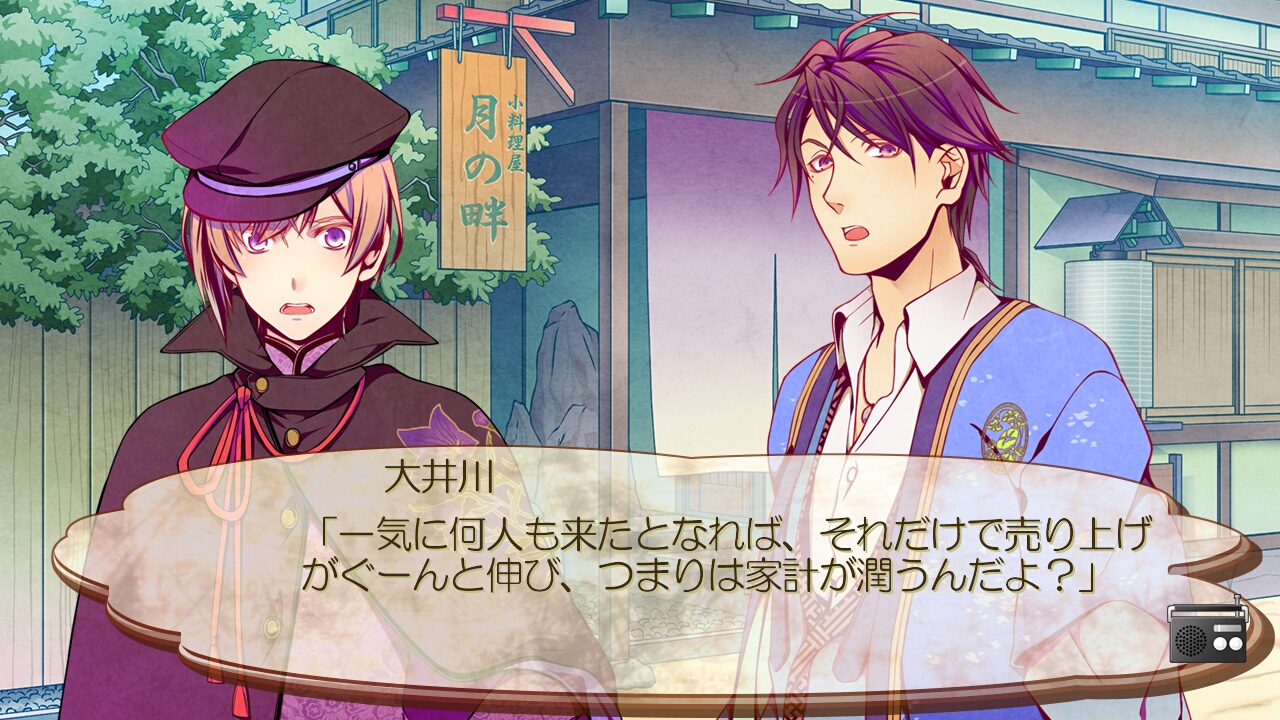 小料理屋
月の畔
大井川
「一気に何人も来たとなれば、それだけで売り上げ
がぐーんと伸び、つまりは家計が潤うんだよ？」